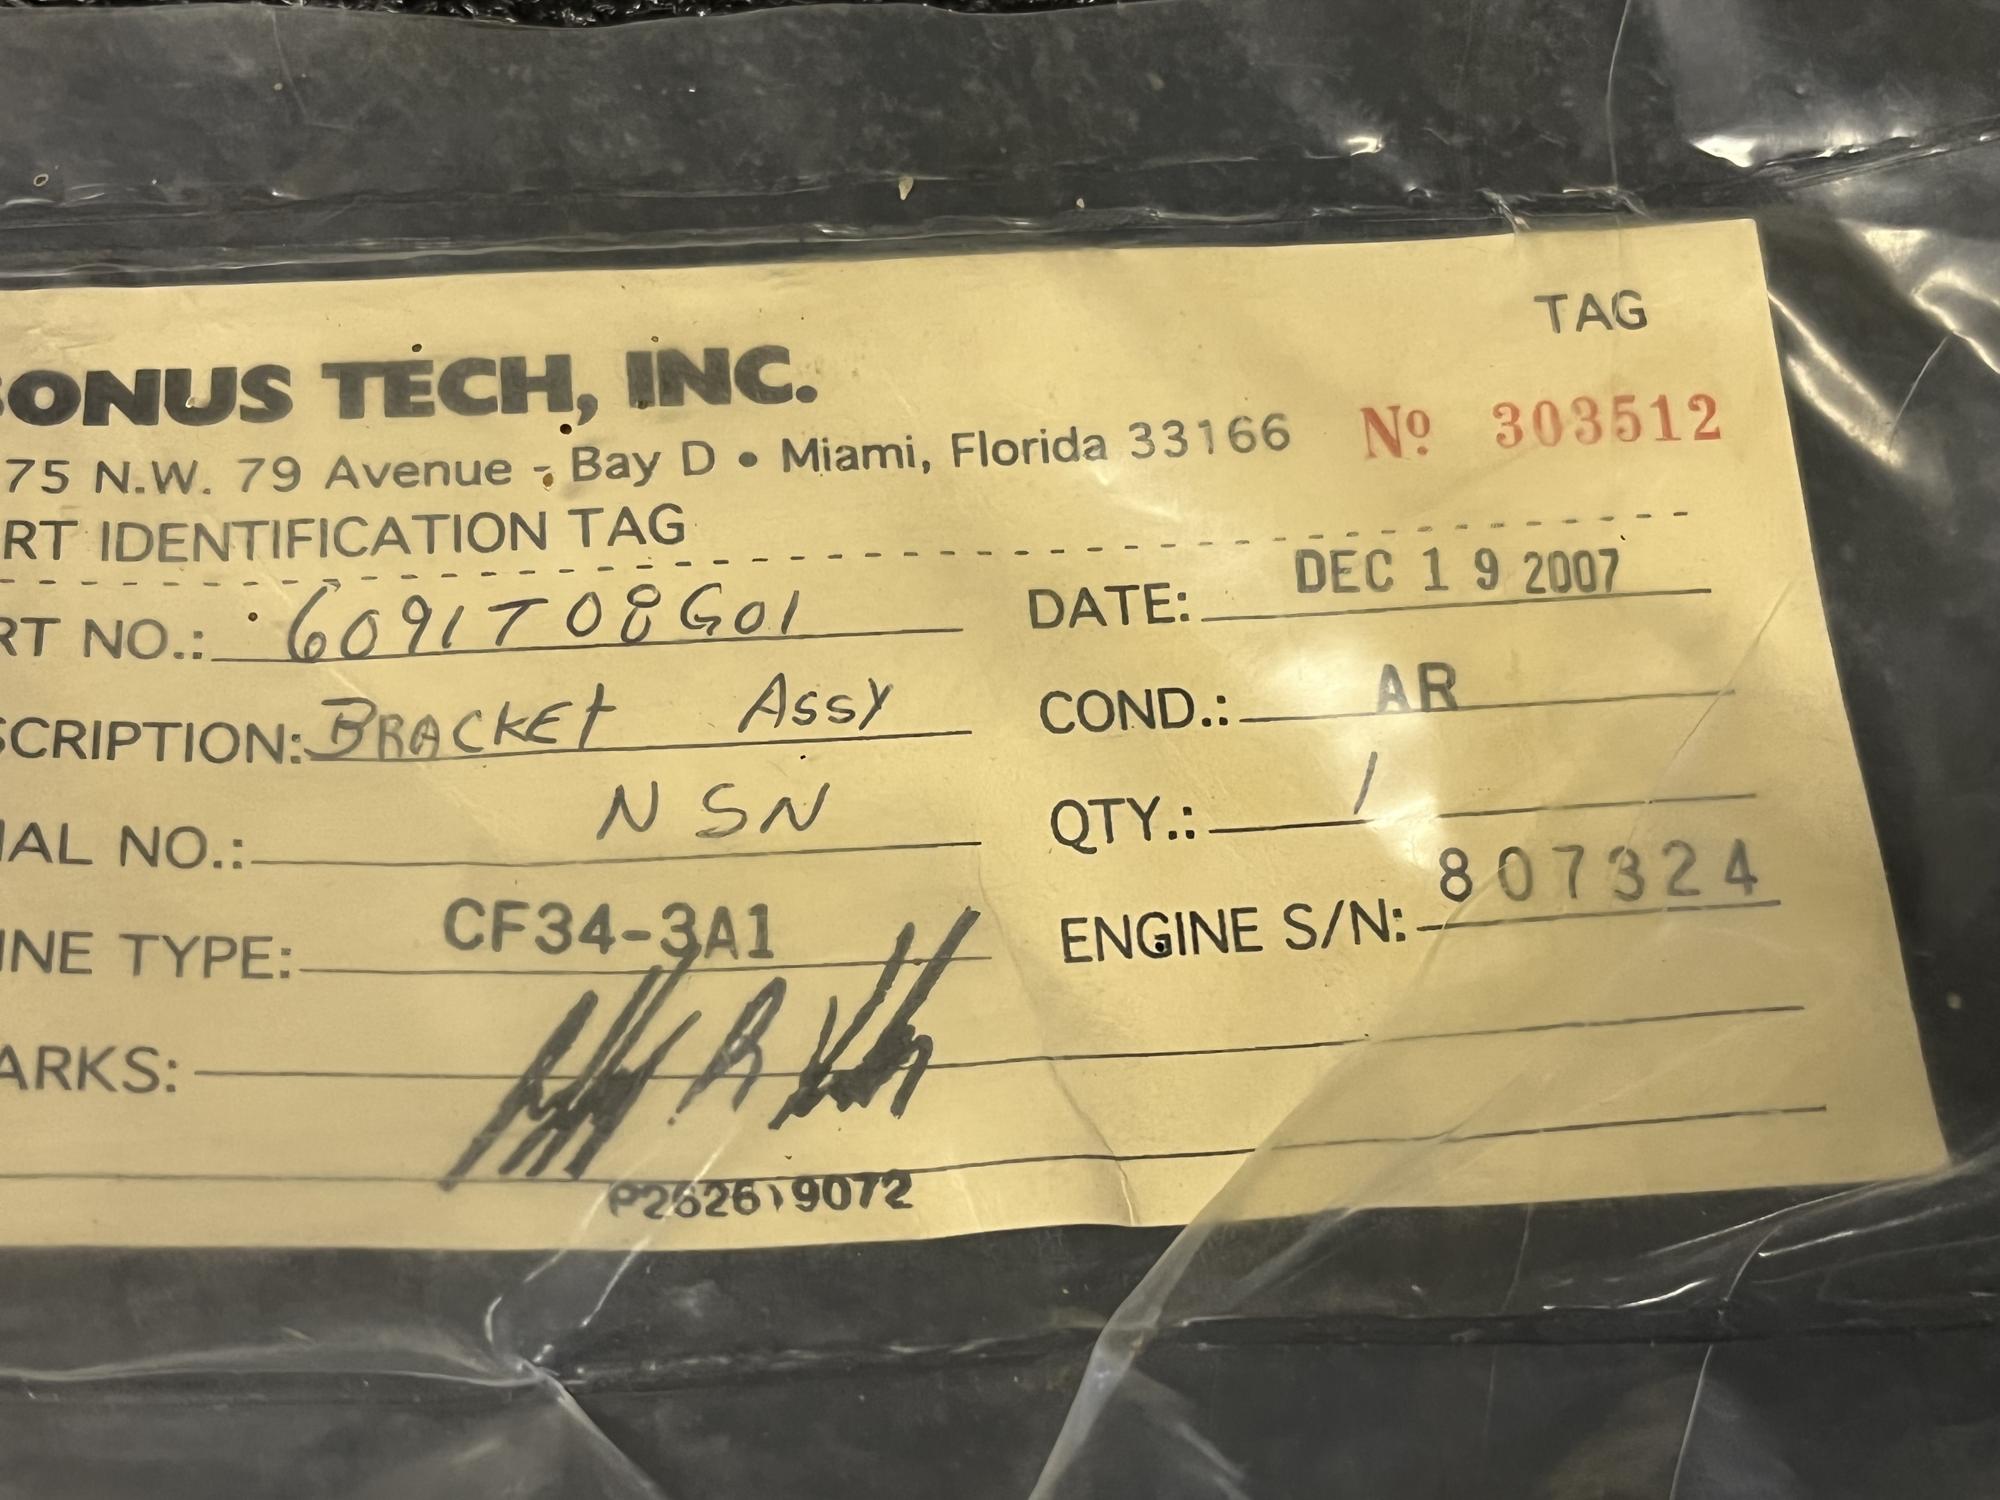 TAG
BONUS TECH, INC.
75 N.W. 79 Avenue - Bay D • Miami, Florida 33166 Nº 303512
RT IDENTIFICATION TAG
RT NO.: 6091T08G01 DATE: DEC 19 2007
SCRIPTION: BRACKET ASSY COND.: AR
IAL NO.: NSN QTY.: 1
INE TYPE: CF34-3A1 ENGINE S/N: 807324
ARKS:
P262619072